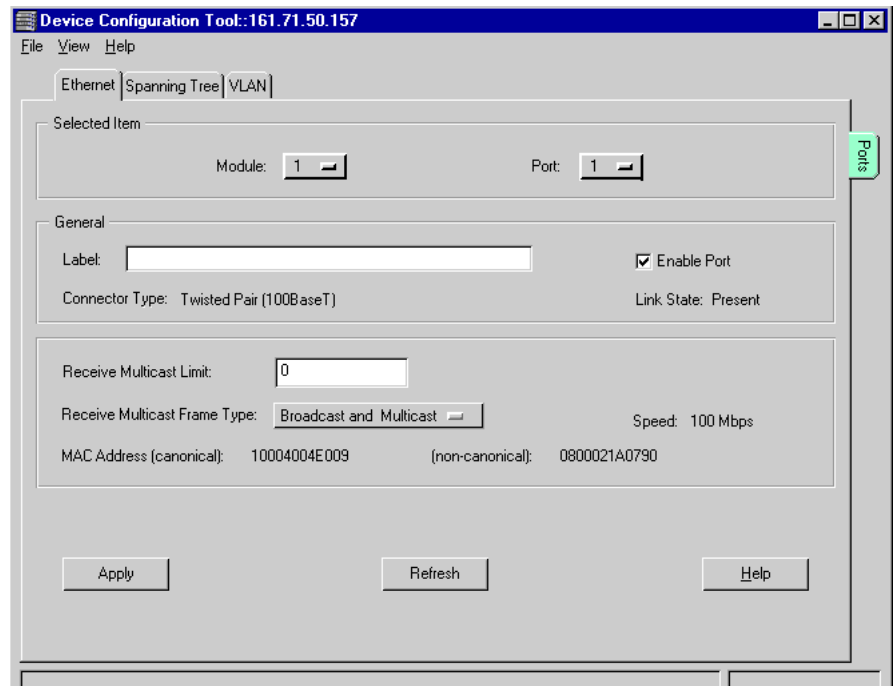 Device Configuration Tool::161.71.50.157
File View Help
Ethernet Spanning Tree VLAN
Selected Item
Module: 1 Port: 1
Ports
General
Label: Enable Port
Connector Type: Twisted Pair (100BaseT) Link State: Present
Receive Multicast Limit: 0
Receive Multicast Frame Type: Broadcast and Multicast Speed: 100 Mbps
MAC Address (canonical): 10004004E009 (non-canonical): 0800021A0790
Apply Refresh Help